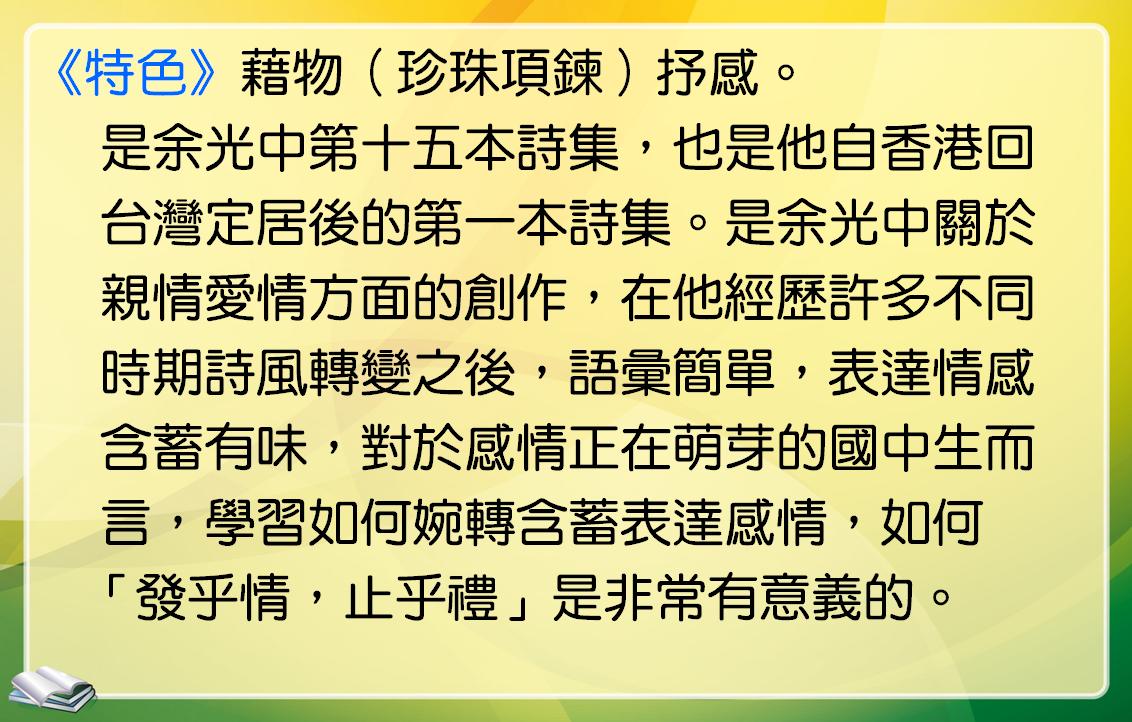 《特色》藉物（珍珠項鍊）抒感。
是余光中第十五本詩集，也是他自香港回
台灣定居後的第一本詩集。是余光中關於
親情愛情方面的創作，在他經歷許多不同
時期詩風轉變之後，語彙簡單，表達情感
含蓄有味，對於感情正在萌芽的國中生而
言，學習如何婉轉含蓄表達感情，如何
「發乎情，止乎禮」是非常有意義的。